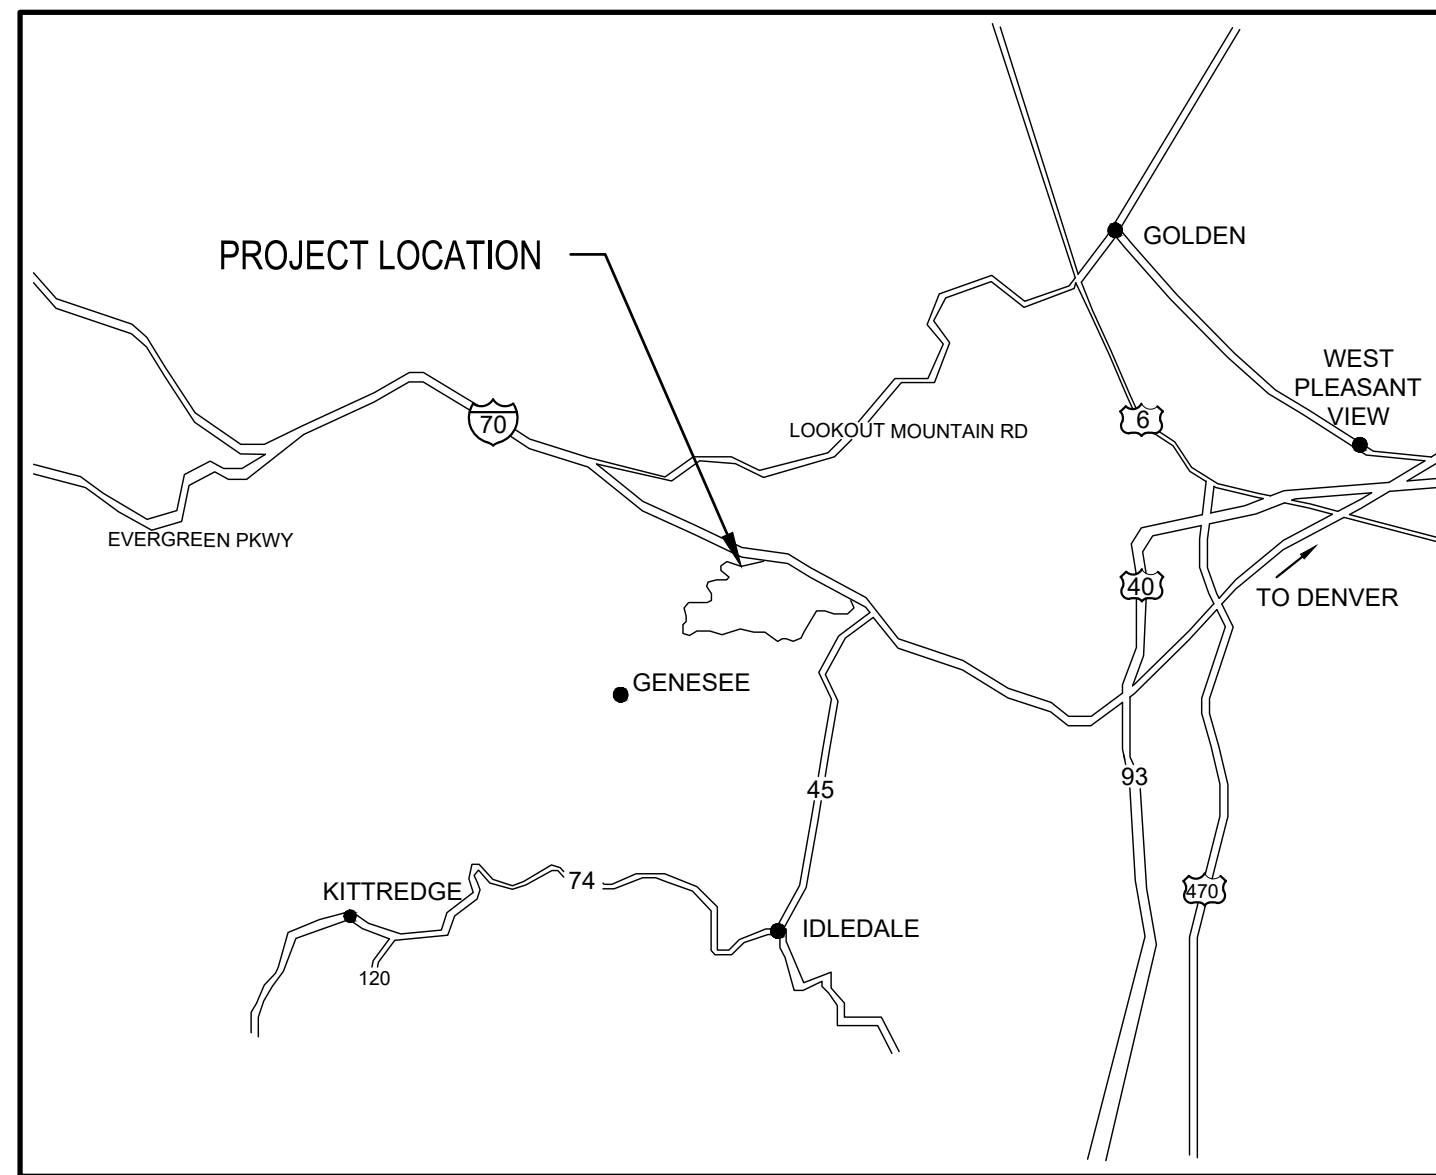 GOLDEN
PROJECT LOCATION
WEST
PLEASANT
VIEW
70
6
LOOKOUT MOUNTAIN RD
EVERGREEN PKWY
40
TO DENVER
GENESEE
93
45
74
KITTREDGE
470
IDLEDALE
120